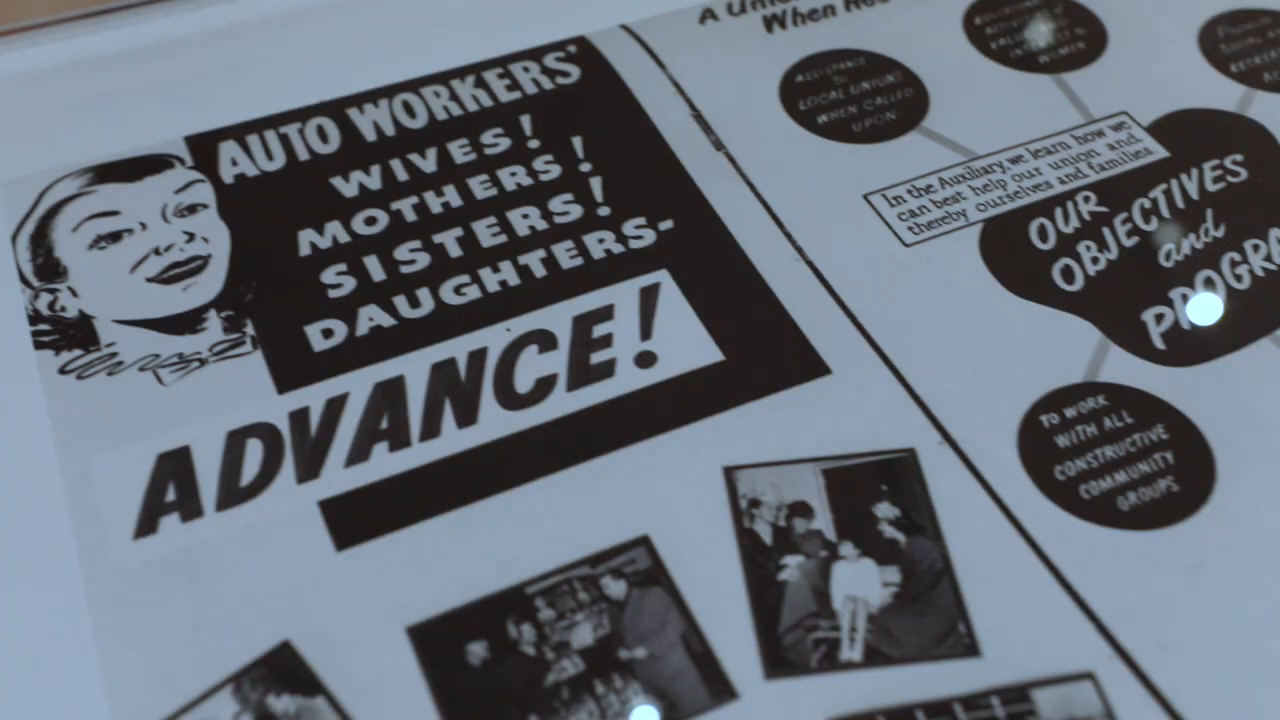 AUTO WORKERS'
WIVES!
MOTHERS!
SISTERS!
DAUGHTERS-
ADVANCE!
A
When
ASSISTANCE
TO
LOCAL UNIONS
WHEN CALLED
UPON
WOMEN
In the Auxiliary, we learn how we
can best help our union and
thereby ourselves and families.
OUR
OBJECTIVES
and
TO WORK
WITH ALL
CONSTRUCTIVE
COMMUNITY
GROUPS